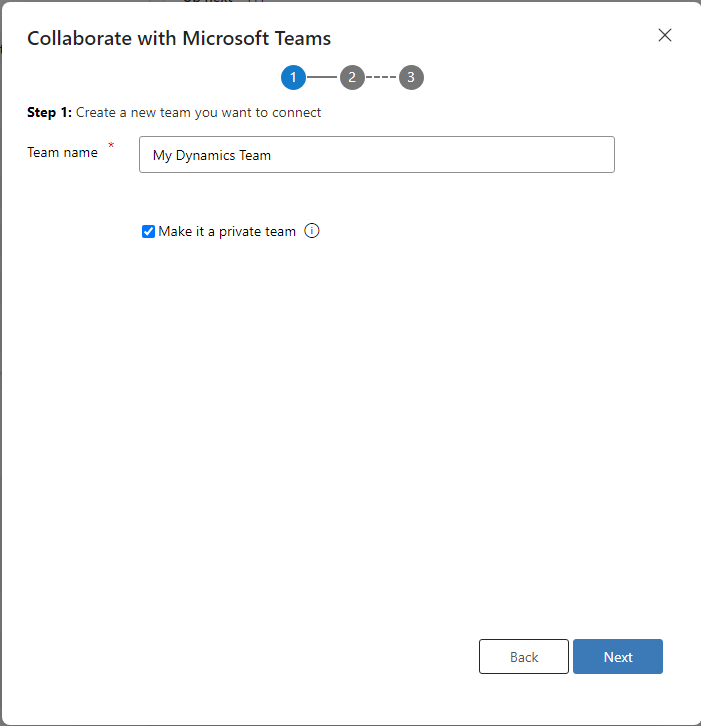 Collaborate with Microsoft Teams
1 2 3
Step 1: Create a new team you want to connect
Team name *
My Dynamics Team
Make it a private team
Back Next